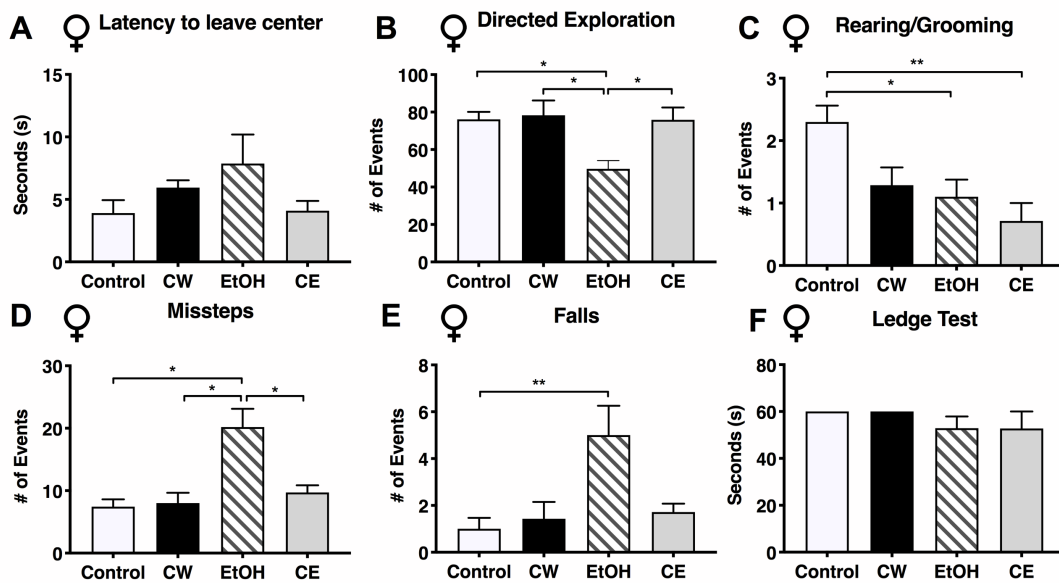 A ♀ Latency to leave center
Seconds (s)
15
10
5
0
Control CW EtOH CE
B ♀ Directed Exploration
# of Events
100
80
60
40
20
0
* 
* *
Control CW EtOH CE
C ♀ Rearing/Grooming
# of Events
3
2
1
0
**
*
Control CW EtOH CE
D ♀ Missteps
# of Events
30
20
10
0
*
* *
Control CW EtOH CE
E ♀ Falls
# of Events
8
6
4
2
0
**
Control CW EtOH CE
F ♀ Ledge Test
Seconds (s)
80
60
40
20
0
Control CW EtOH CE